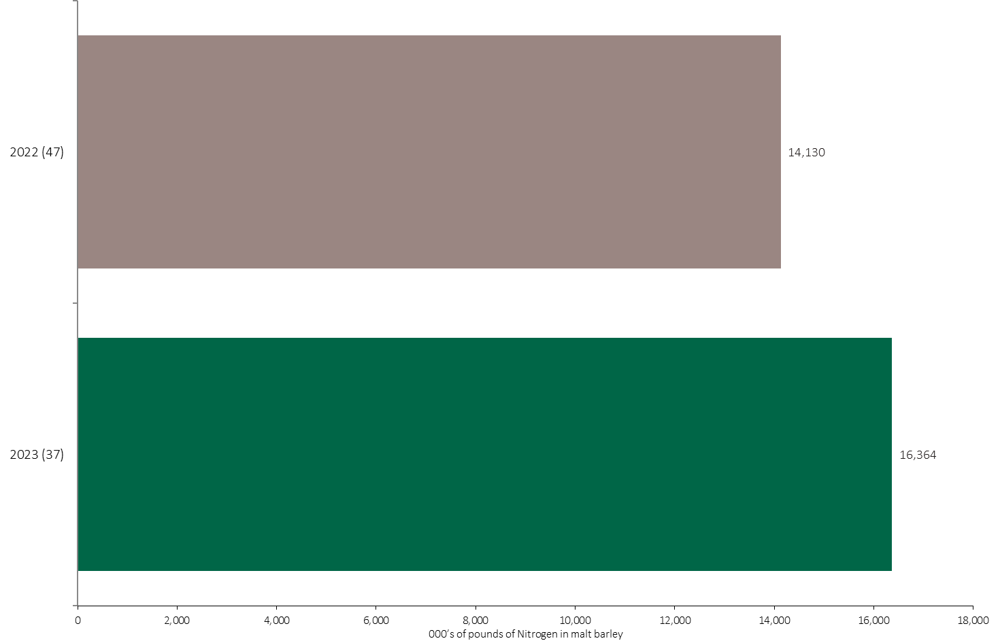 2022 (47)
14,130
2023 (37)
16,364
0 2,000 4,000 6,000 8,000 10,000 12,000 14,000 16,000 18,000
000's of pounds of Nitrogen in malt barley